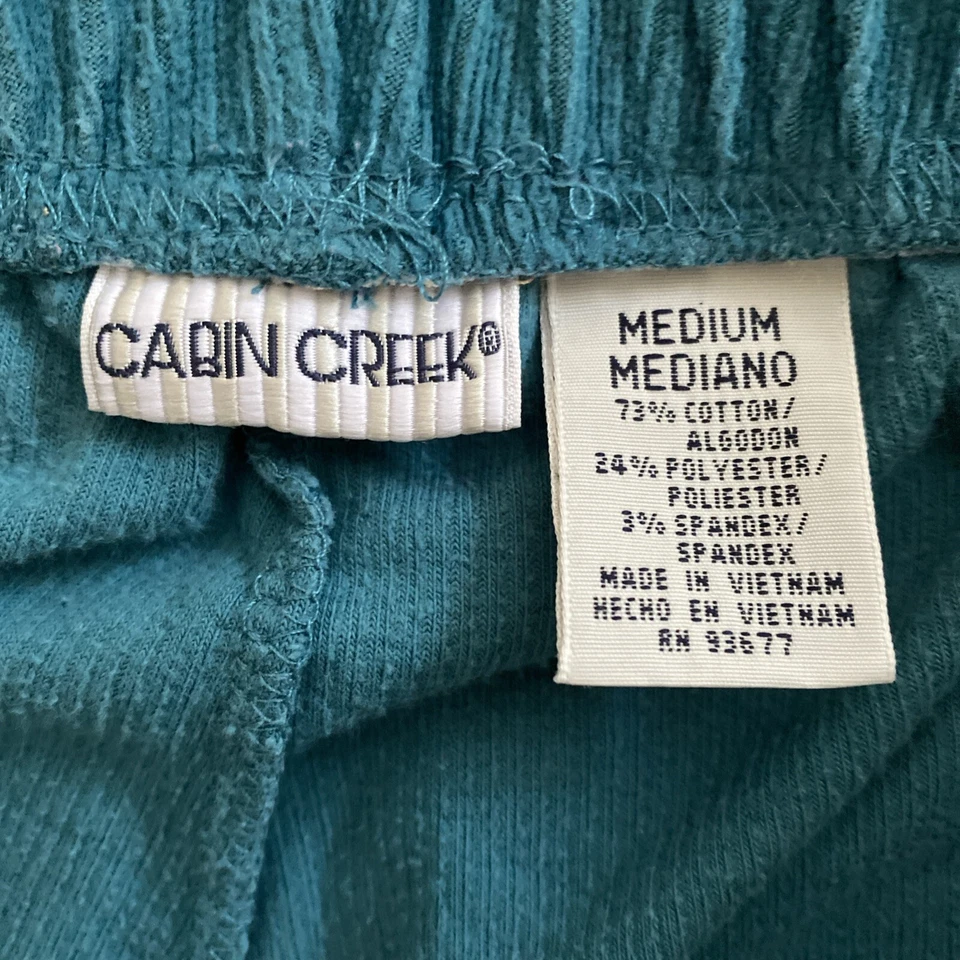 CABIN CREEK®
MEDIUM
MEDIANO
73% COTTON/
ALGODON
24% POLYESTER/
POLIESTER
3% SPANDEX/
SPANDEX
MADE IN VIETNAM
HECHO EN VIETNAM
RN 93677